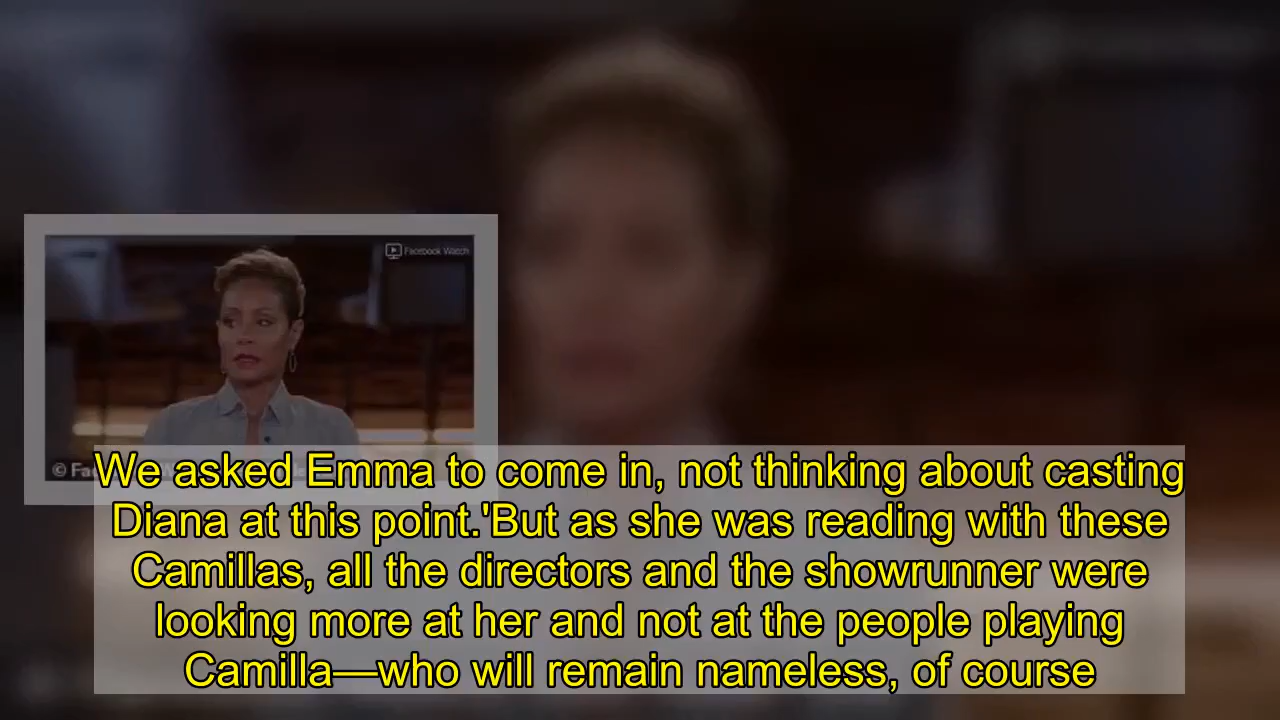 Facebook Watch
© Fac
We asked Emma to come in, not thinking about casting
Diana at this point.'But as she was reading with these
Camillas, all the directors and the showrunner were
looking more at her and not at the people playing
Camilla—who will remain nameless, of course